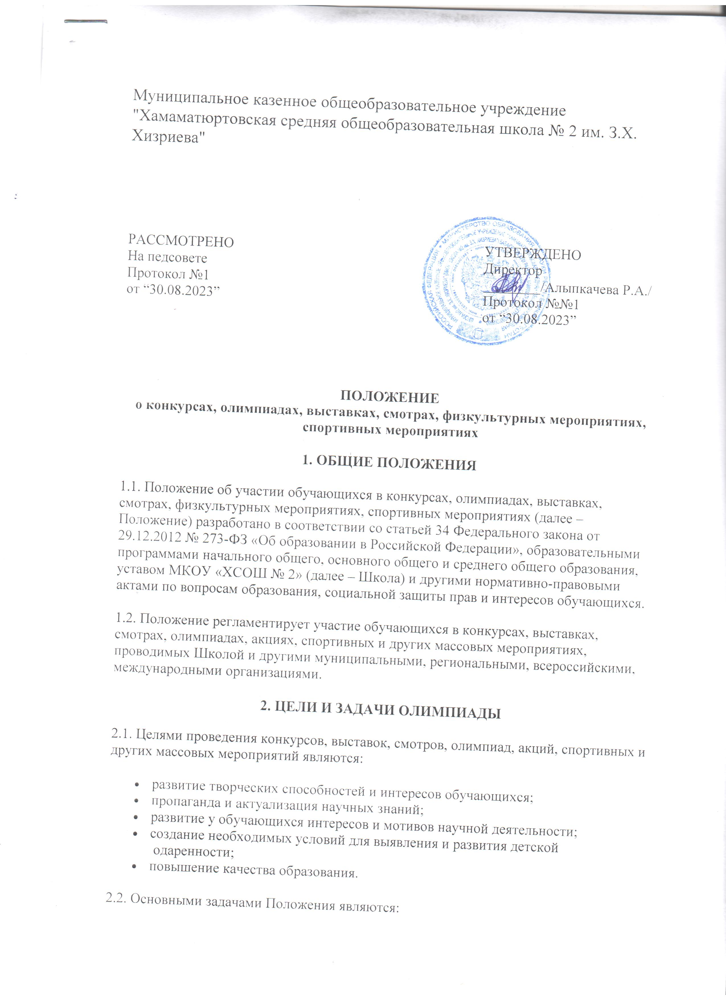 Муниципальное казенное общеобразовательное учреждение
"Хамаматюртовская средняя общеобразовательная школа № 2 им. З.Х.
Хизриева"
РАССМОТРЕНО
На педсовете
Протокол №1
от “30.08.2023”
УТВЕРЖДЕНО
Директор
________/Алыпкачева Р.А./
Протокол №№1
от “30.08.2023”
РОССИЙСКАЯ ФЕДЕРАЦИЯ * МИНИСТЕРСТВО ОБРАЗОВАНИЯ
ПОЛОЖЕНИЕ
о конкурсах, олимпиадах, выставках, смотрах, физкультурных мероприятиях,
спортивных мероприятиях
1. ОБЩИЕ ПОЛОЖЕНИЯ
1.1. Положение об участии обучающихся в конкурсах, олимпиадах, выставках,
смотрах, физкультурных мероприятиях, спортивных мероприятиях (далее –
Положение) разработано в соответствии со статьей 34 Федерального закона от
29.12.2012 № 273-ФЗ «Об образовании в Российской Федерации», образовательными
программами начального общего, основного общего и среднего общего образования,
уставом МКОУ «ХСОШ № 2» (далее – Школа) и другими нормативно-правовыми
актами по вопросам образования, социальной защиты прав и интересов обучающихся.
1.2. Положение регламентирует участие обучающихся в конкурсах, выставках,
смотрах, олимпиадах, акциях, спортивных и других массовых мероприятиях,
проводимых Школой и другими муниципальными, региональными, всероссийскими,
международными организациями.
2. ЦЕЛИ И ЗАДАЧИ ОЛИМПИАДЫ
2.1. Целями проведения конкурсов, выставок, смотров, олимпиад, акций, спортивных и
других массовых мероприятий являются:
• развитие творческих способностей и интересов обучающихся;
• пропаганда и актуализация научных знаний;
• развитие у обучающихся интересов и мотивов научной деятельности;
• создание необходимых условий для выявления и развития детской
одаренности;
• повышение качества образования.
2.2. Основными задачами Положения являются: